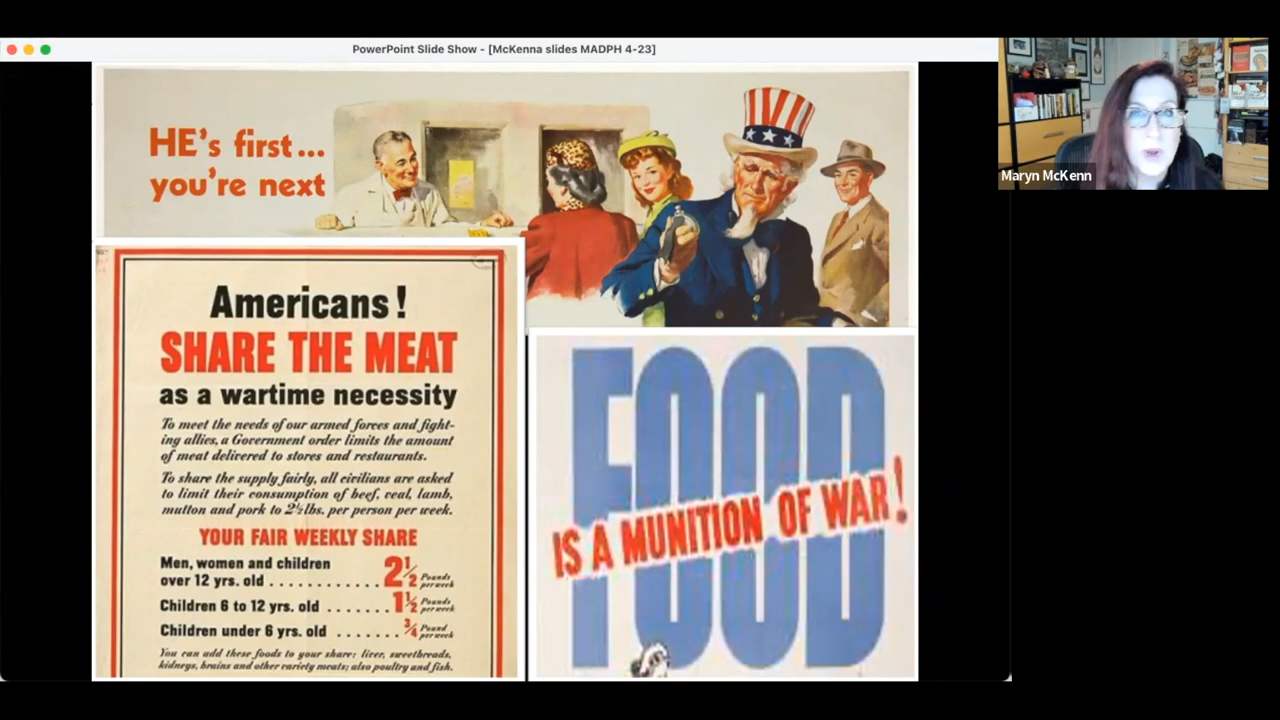 PowerPoint Slide Show - [McKenna slides MADPH 4-23]
Maryn McKenn
HE's first...
you're next
Americans!
SHARE THE MEAT
as a wartime necessity
To meet the needs of our armed forces and fight-
ing allies, a Government order limits the amount
of meat delivered to stores and restaurants.
To share the supply fairly, all civilians are asked
to limit their consumption of beef, veal, lamb,
mutton and pork to 2½ lbs. per person per week.
YOUR FAIR WEEKLY SHARE
Men, women and children
over 12 yrs. old . . . . . . . . . . . . 2½ Pounds per week
Children 6 to 12 yrs. old . . . . . . . 1½ Pounds per week
Children under 6 yrs. old . . . . . . . ¾ Pound per week
You can add these foods to your share: liver, sweetbreads,
kidneys, brains and other variety meats; also poultry and fish.
FOOD
IS A MUNITION OF WAR!